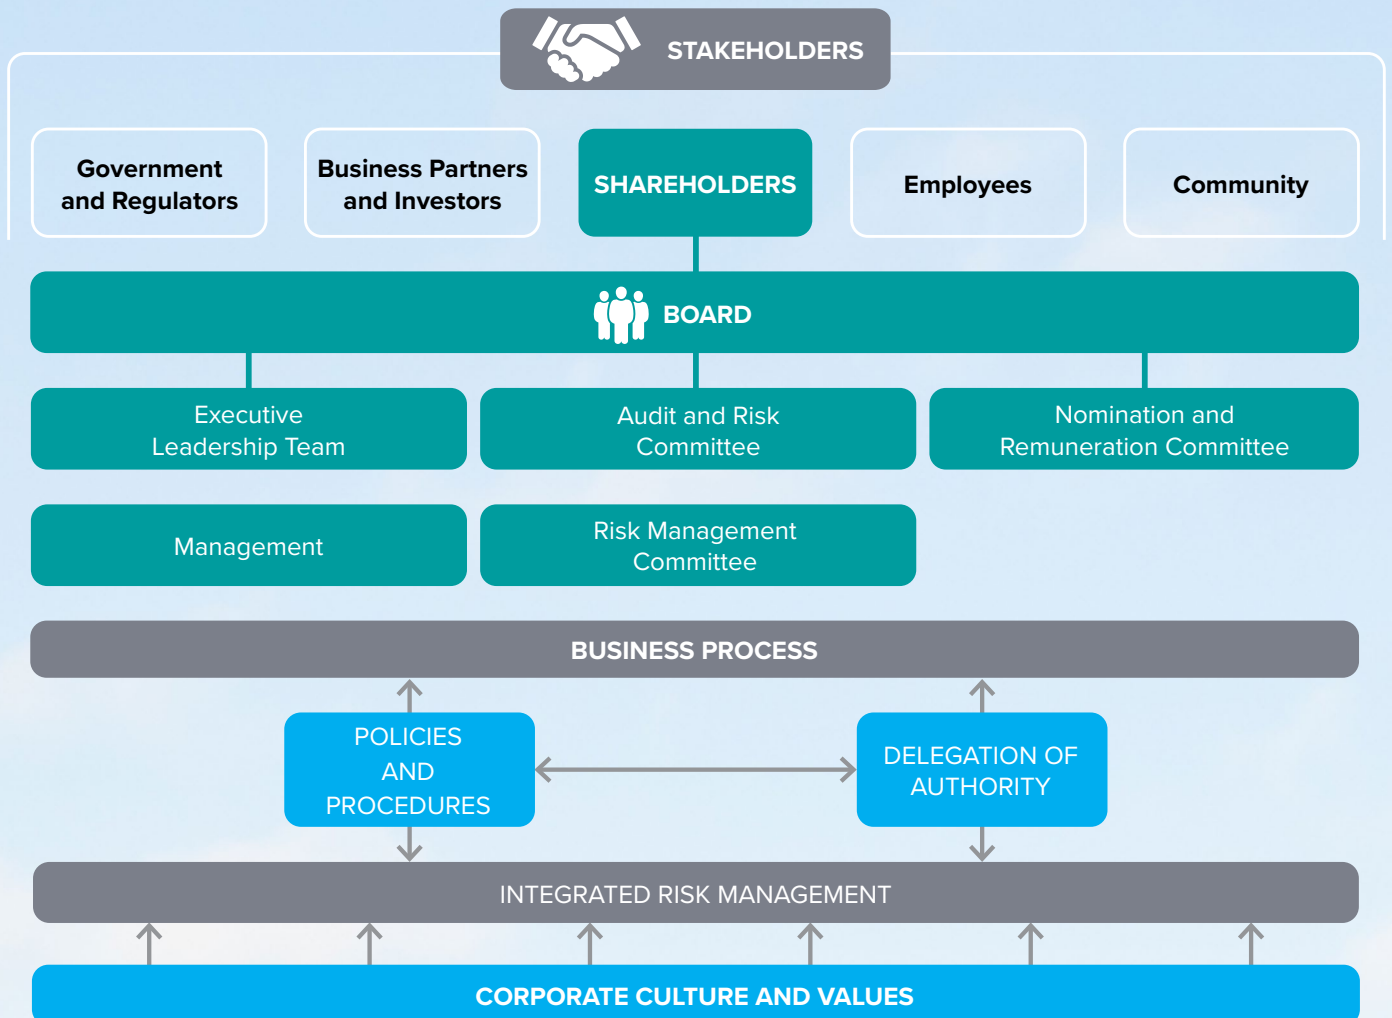 STAKEHOLDERS
Government
and Regulators
Business Partners
and Investors
SHAREHOLDERS
Employees
Community
BOARD
Executive
Leadership Team
Audit and Risk
Committee
Nomination and
Remuneration Committee
Management
Risk Management
Committee
BUSINESS PROCESS
POLICIES
AND
PROCEDURES
DELEGATION OF
AUTHORITY
INTEGRATED RISK MANAGEMENT
CORPORATE CULTURE AND VALUES